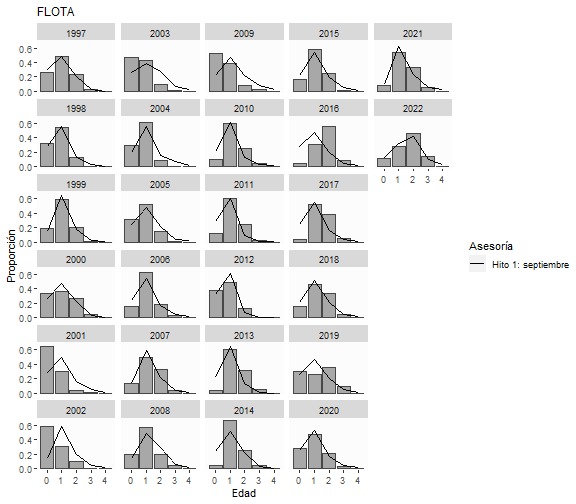 FLOTA
1997 2003 2009 2015 2021
0.6
0.4
0.2
0.0
1998 2004 2010 2016 2022
0.6
0.4
0.2
0.0
0 1 2 3 4
1999 2005 2011 2017
0.6
0.4
0.2
0.0
Proporción
Asesoría
Hito 1: septiembre
2000 2006 2012 2018
0.6
0.4
0.2
0.0
2001 2007 2013 2019
0.6
0.4
0.2
0.0
2002 2008 2014 2020
0.6
0.4
0.2
0.0
0 1 2 3 4 0 1 2 3 4 0 1 2 3 4 0 1 2 3 4
Edad